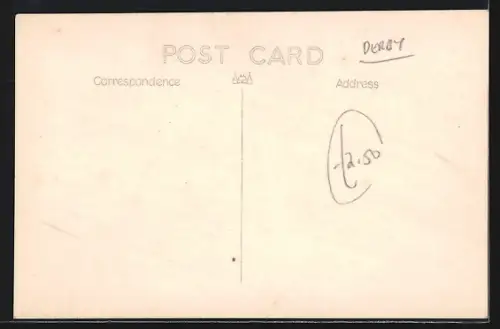 POST CARD
DERBY
Correspondence
Address
£2.50